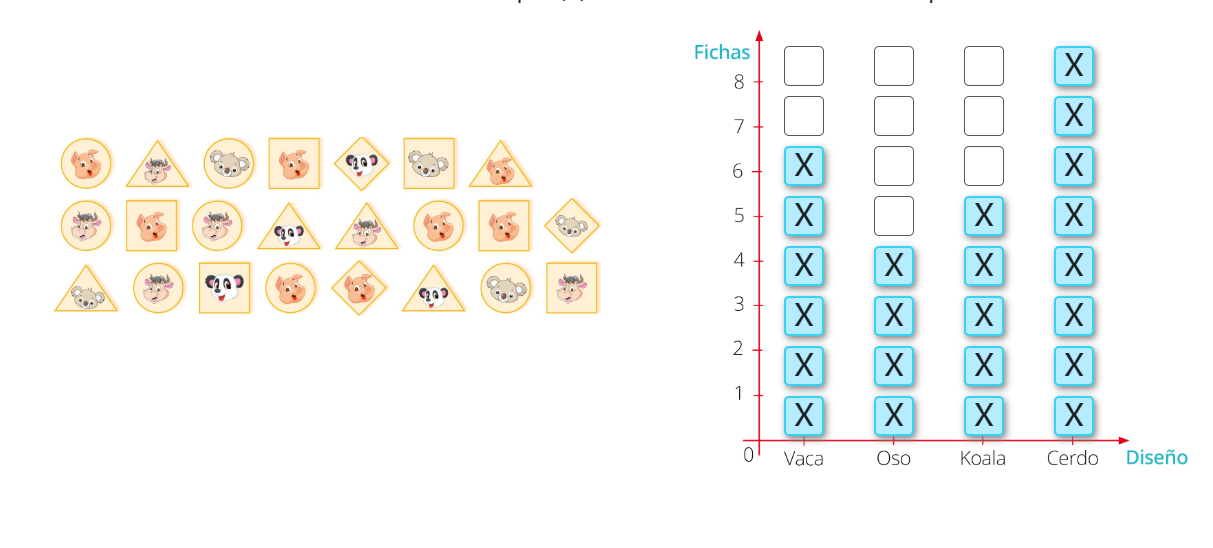 Fichas
X
8
X
7
X X
6
X X X
5
X X X X
4
X X X X
3
X X X X
2
X X X X
1
0 Vaca Oso Koala Cerdo Diseño